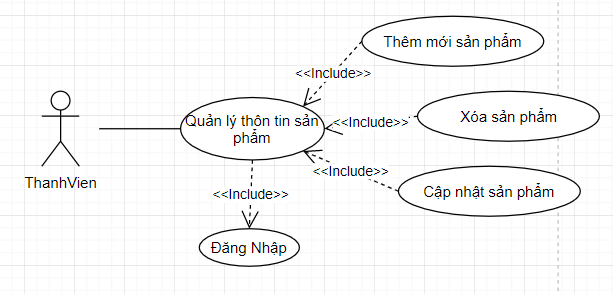 Thêm mới sản phẩm
<<Include>>
Quản lý thôn tin sản
phẩm
<<Include>>
Xóa sản phẩm
<<Include>>
Cập nhật sản phẩm
ThanhVien
<<Include>>
Đăng Nhập